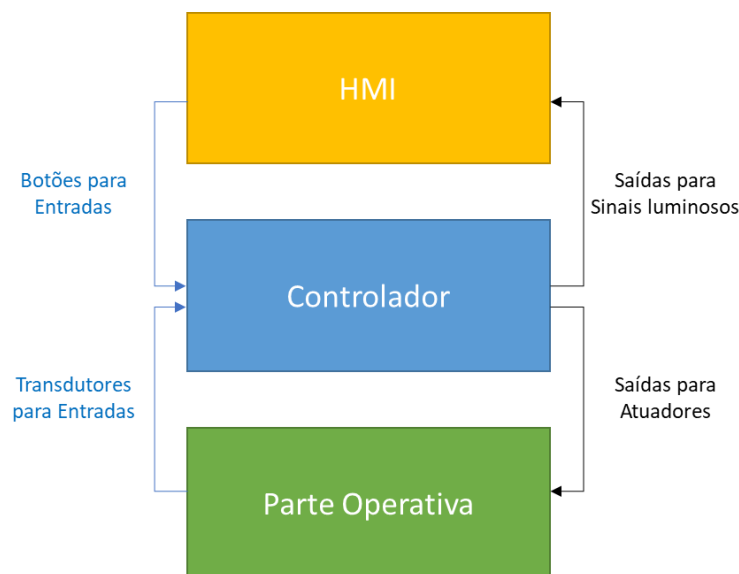 HMI
Botões para
Entradas
Saídas para
Sinais luminosos
Controlador
Transdutores
para Entradas
Saídas para
Atuadores
Parte Operativa